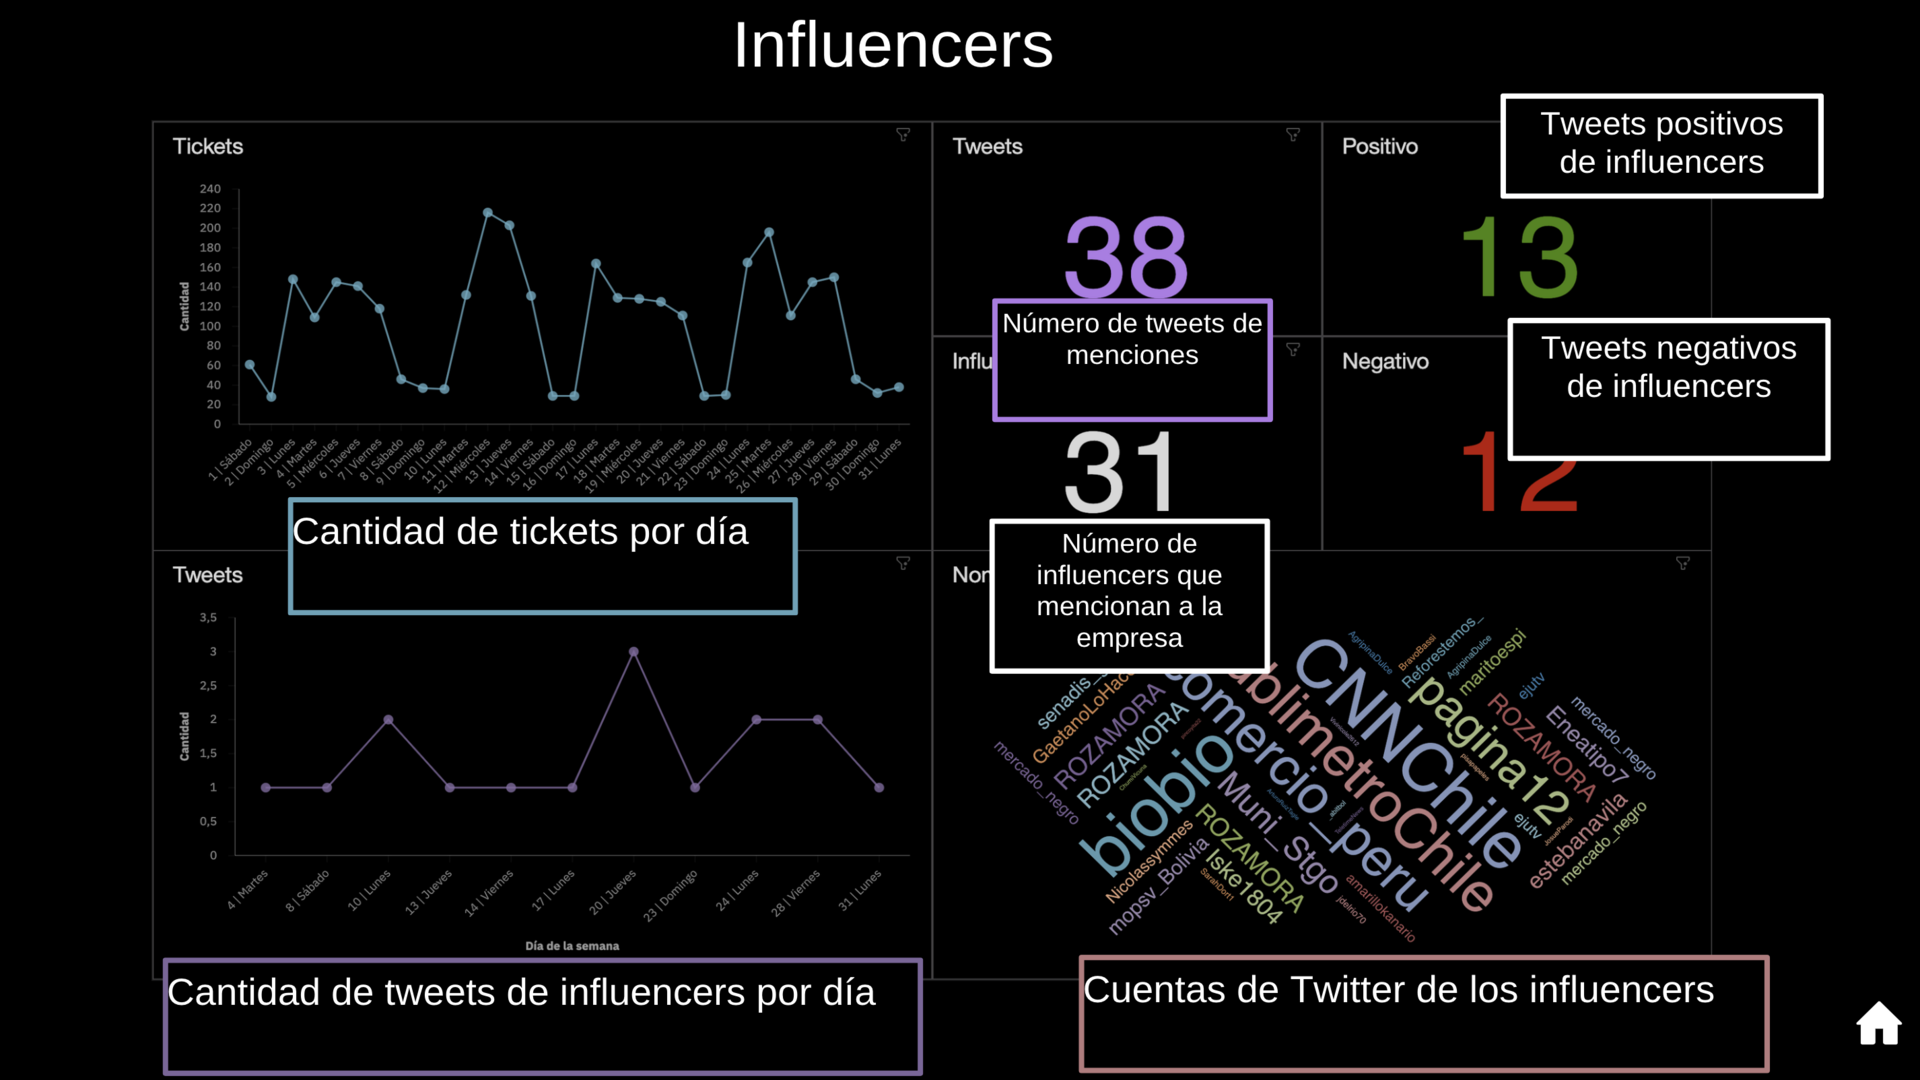 Influencers
Tickets
240
220
200
180
160
140
120
100
80
60
40
20
0
Cantidad
1 | Sábado
2 | Domingo
3 | Lunes
4 | Martes
5 | Miércoles
6 | Jueves
7 | Viernes
8 | Sábado
9 | Domingo
10 | Lunes
11 | Martes
12 | Miércoles
13 | Jueves
14 | Viernes
15 | Sábado
16 | Domingo
17 | Lunes
18 | Martes
19 | Miércoles
20 | Jueves
21 | Viernes
22 | Sábado
23 | Domingo
24 | Lunes
25 | Martes
26 | Miércoles
27 | Jueves
28 | Viernes
29 | Sábado
30 | Domingo
31 | Lunes
Cantidad de tickets por día
Tweets
38
Número de tweets de
menciones
Positivo
Tweets positivos
de influencers
13
Influ
31
Número de
influencers que
mencionan a la
empresa
Negativo
Tweets negativos
de influencers
12
Tweets
3,5
3
2,5
2
1,5
1
0,5
0
Cantidad
4 | Martes
8 | Sábado
10 | Lunes
13 | Jueves
14 | Viernes
17 | Lunes
20 | Jueves
23 | Domingo
24 | Lunes
28 | Viernes
31 | Lunes
Día de la semana
Cantidad de tweets de influencers por día
Nor
senadis_
GaetanoLoHac
ROZAMORA
ROZAMORA
mercado_negro
biobio
comercio_peru
ublimetroChile
CNNChile
pagina12
AgripinaDulce
BravoBassi
Reforestemos_
AgripinaDulce
maritoespi
ejutv
ROZAMORA
Eneatipo7
mercado_negro
estebanavila
mercado_negro
ejutv
Muni_Stgo
ROZAMORA
Nicolassymmes
mopsv_Bolivia
Iske1804
SarahDorr1
jdelrio70
amarillokanario
Cuentas de Twitter de los influencers